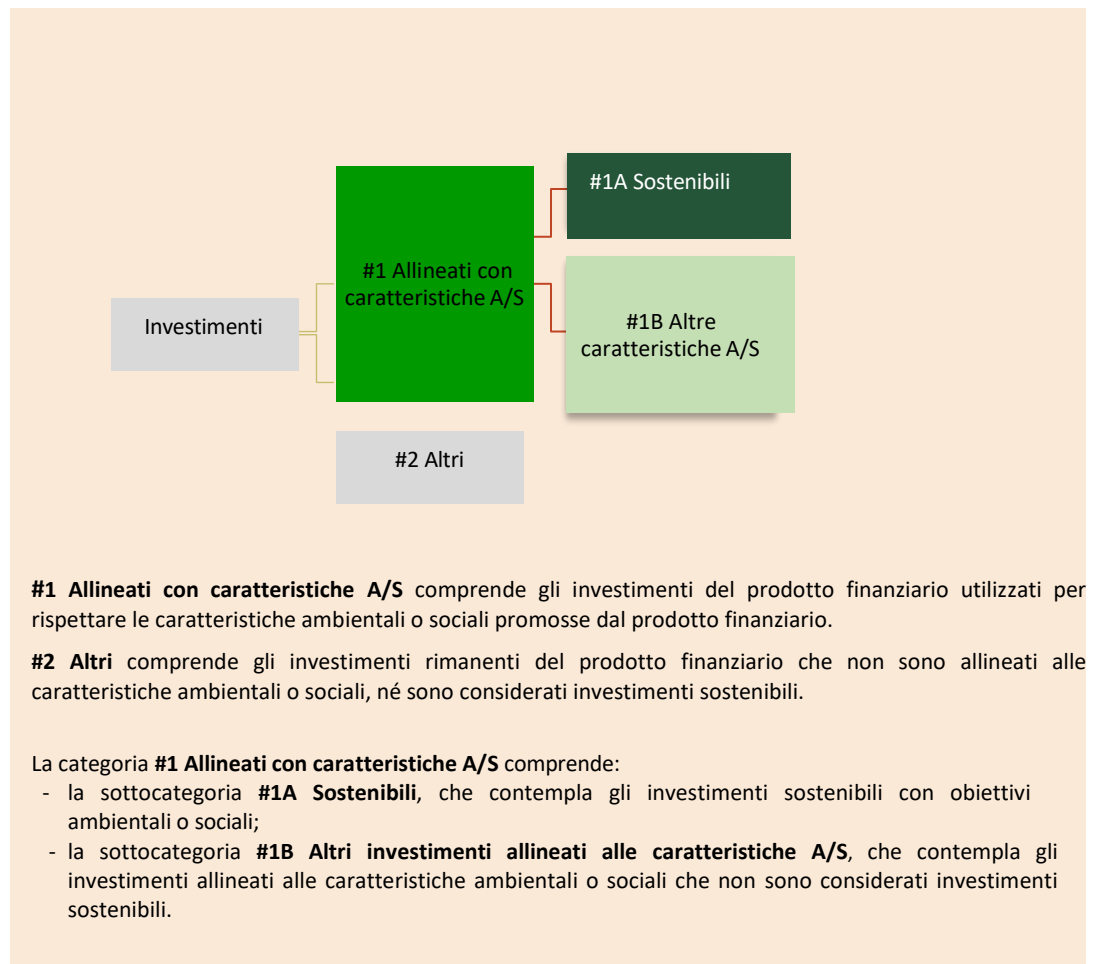 #1A Sostenibili
#1 Allineati con
caratteristiche A/S
Investimenti
#1B Altre
caratteristiche A/S
#2 Altri
#1 Allineati con caratteristiche A/S comprende gli investimenti del prodotto finanziario utilizzati per
rispettare le caratteristiche ambientali o sociali promosse dal prodotto finanziario.
#2 Altri comprende gli investimenti rimanenti del prodotto finanziario che non sono allineati alle
caratteristiche ambientali o sociali, né sono considerati investimenti sostenibili.
La categoria #1 Allineati con caratteristiche A/S comprende:
- la sottocategoria #1A Sostenibili, che contempla gli investimenti sostenibili con obiettivi
ambientali o sociali;
- la sottocategoria #1B Altri investimenti allineati alle caratteristiche A/S, che contempla gli
investimenti allineati alle caratteristiche ambientali o sociali che non sono considerati investimenti
sostenibili.